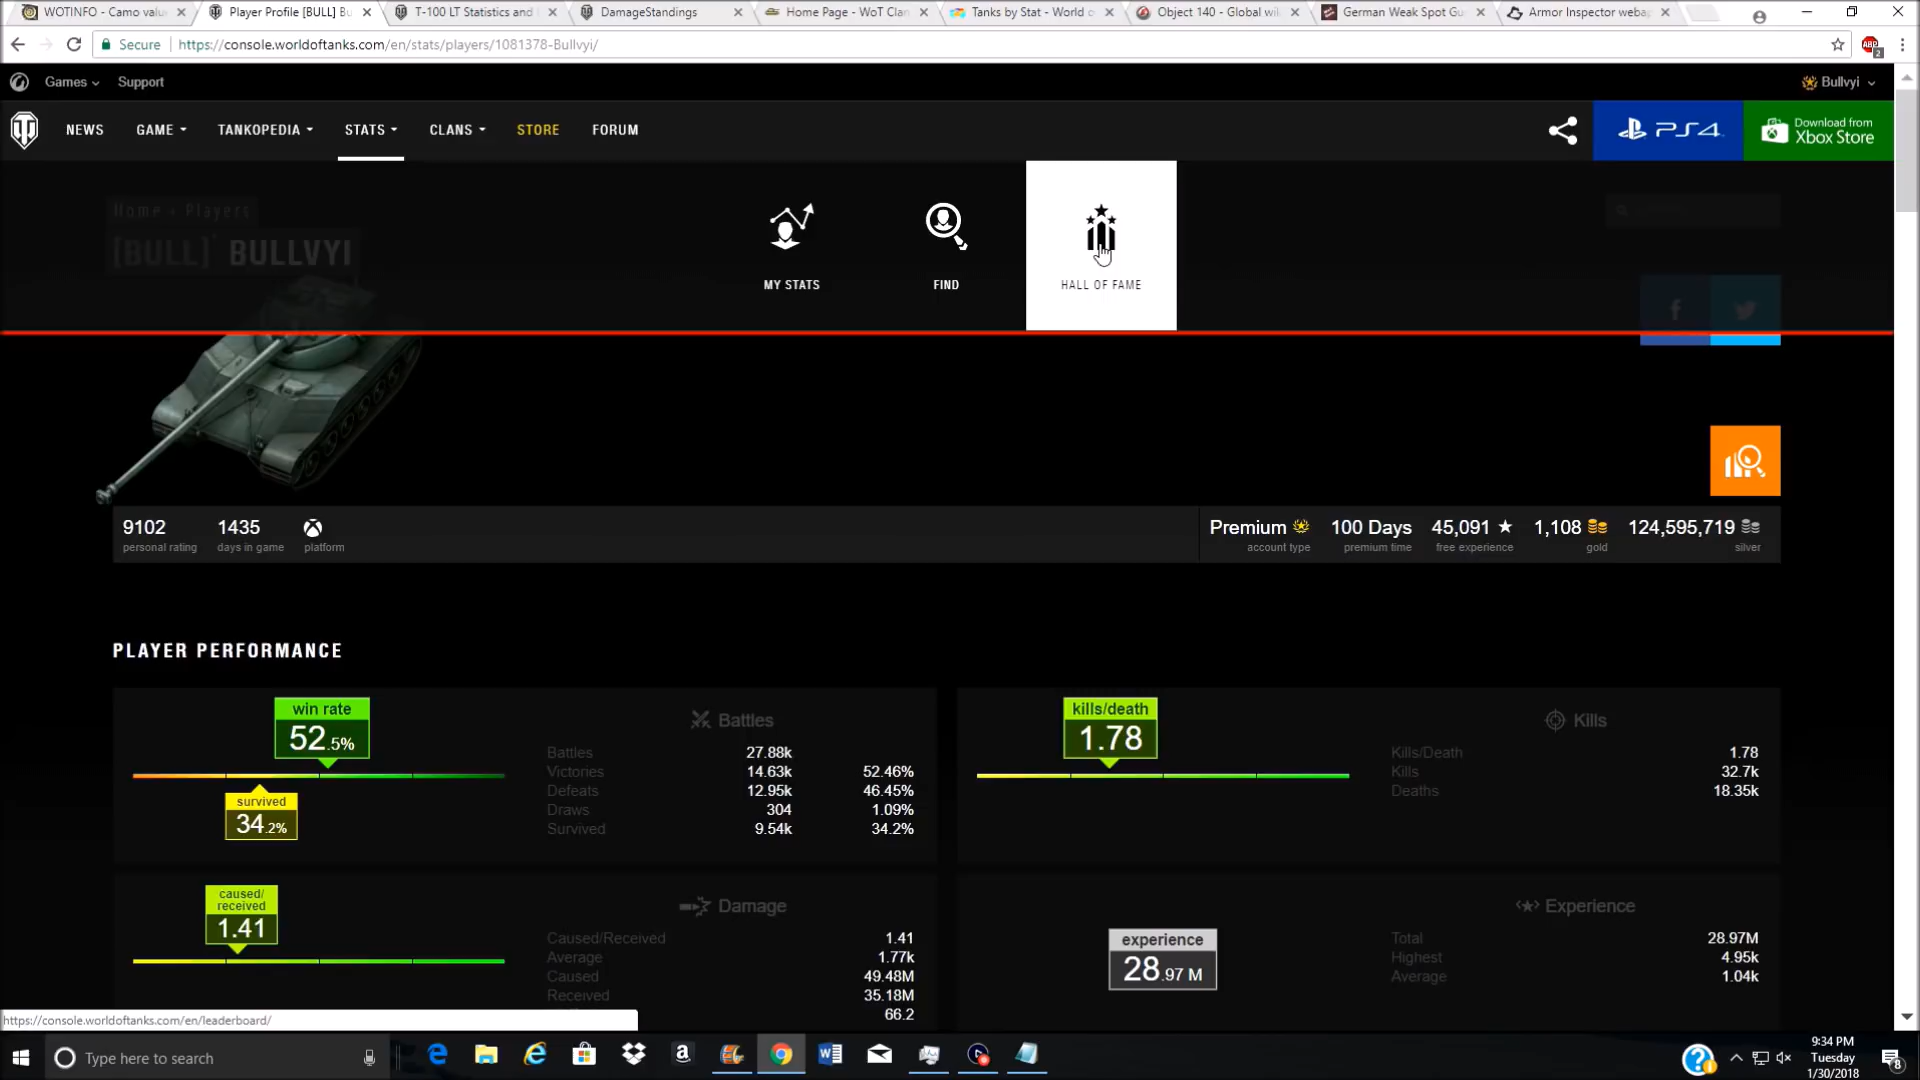 WOTINFO - Camo valu
Player Profile [BULL] Bu
T-100 LT Statistics and
DamageStandings
Home Page - WoT Clan
Tanks by Stat - World o
Object 140 - Global wi
German Weak Spot Gu
Armor Inspector weba
Secure https://console.worldoftanks.com/en/stats/players/1081378-Bullvyi/
ABP
2
Games Support Bullvyi
NEWS GAME TANKOPEDIA STATS CLANS STORE FORUM
PS4
Download from
Xbox Store
Home Players
[BULL] BULLVYI
MY STATS FIND HALL OF FAME
9102 1435 Premium 100 Days 45,091 1,108 124,595,719
personal rating days in game platform account type premium time free experience gold silver
PLAYER PERFORMANCE
win rate
52.5%
survived
34.2%
Battles
Battles 27.88k
Victories 14.63k 52.46%
Defeats 12.95k 46.45%
Draws 304 1.09%
Survived 9.54k 34.2%
kills/death
1.78
Kills
Kills/Death 1.78
Kills 32.7k
Deaths 18.35k
caused/
received
1.41
Damage
Caused/Received 1.41
Average 1.77k
Caused 49.48M
Received 35.18M
66.2
experience
28.97 M
Experience
Total 28.97M
Highest 4.95k
Average 1.04k
https://console.worldoftanks.com/en/leaderboard/
Type here to search
9:34 PM
Tuesday
1/30/2018
8